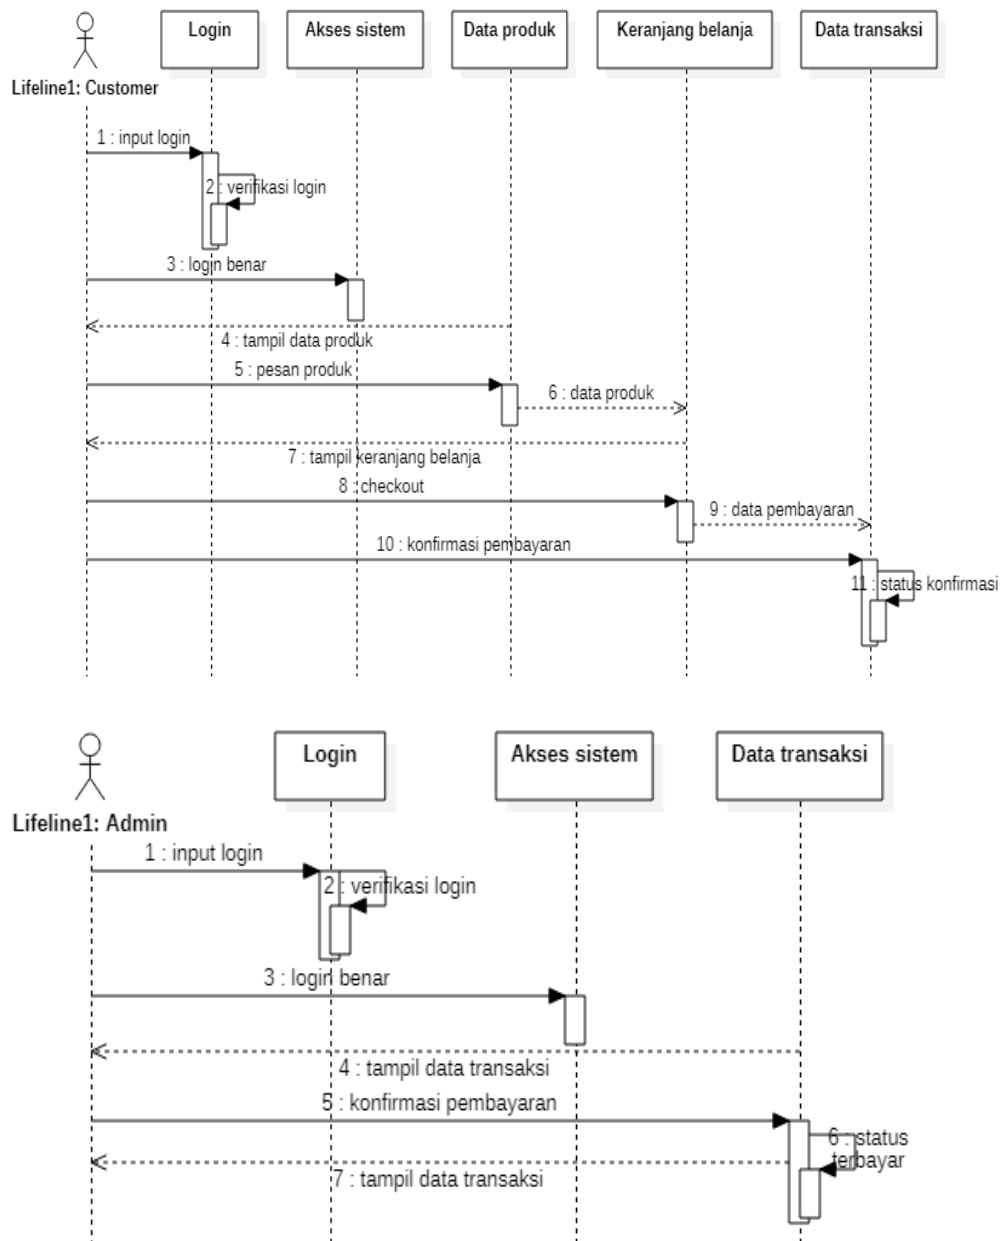 Login
Akses sistem
Data produk
Keranjang belanja
Data transaksi
Lifeline1: Customer
1 : input login
2 : verifikasi login
3 : login benar
4 : tampil data produk
5 : pesan produk
6 : data produk
7 : tampil keranjang belanja
8 : checkout
9 : data pembayaran
10 : konfirmasi pembayaran
11 : status konfirmasi
Login
Akses sistem
Data transaksi
Lifeline1: Admin
1 : input login
2 : verifikasi login
3 : login benar
4 : tampil data transaksi
5 : konfirmasi pembayaran
6 : status
terbayar
7 : tampil data transaksi